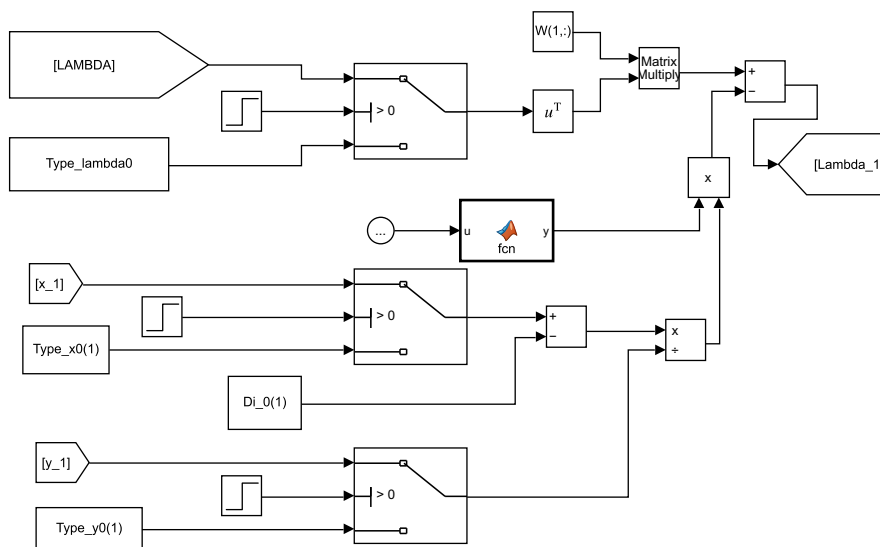 W(1,:)
[LAMBDA]
Matrix
Multiply
+
−
> 0
u^T
Type_lambda0
[Lambda_1
x
...
u
y
fcn
[x_1]
> 0
+
−
x
÷
Type_x0(1)
Di_0(1)
[y_1]
> 0
Type_y0(1)